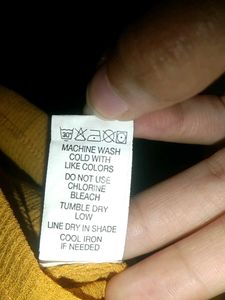 30°
MACHINE WASH
COLD WITH
LIKE COLORS
DO NOT USE
CHLORINE
BLEACH
TUMBLE DRY
LOW
LINE DRY IN SHADE
COOL IRON
IF NEEDED